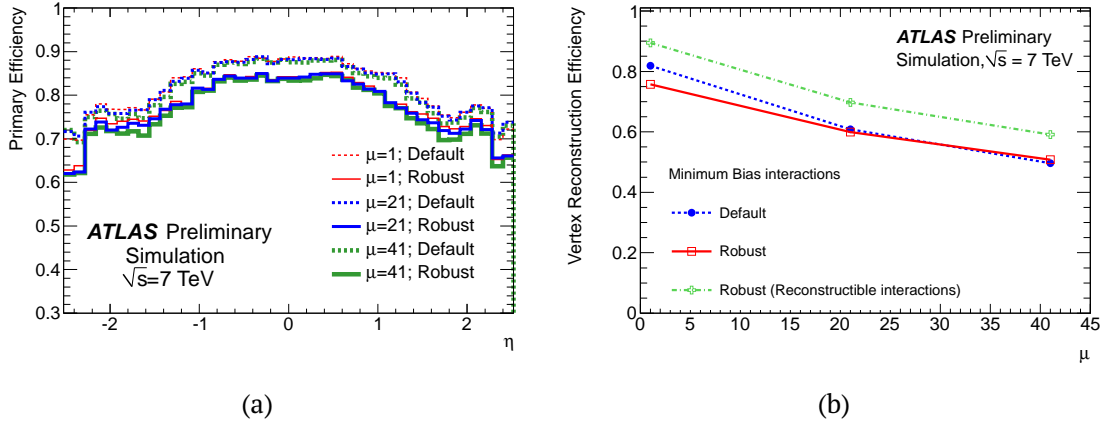 Primary Efficiency
1
0.9
0.8
0.7
0.6
0.5
0.4
0.3
-2 -1 0 1 2
η
μ=1; Default
μ=1; Robust
μ=21; Default
μ=21; Robust
μ=41; Default
μ=41; Robust
ATLAS Preliminary
Simulation
√s=7 TeV
(a)
Vertex Reconstruction Efficiency
1
0.8
0.6
0.4
0.2
0
0 5 10 15 20 25 30 35 40 45
μ
ATLAS Preliminary
Simulation,√s = 7 TeV
Minimum Bias interactions
Default
Robust
Robust (Reconstructible interactions)
(b)